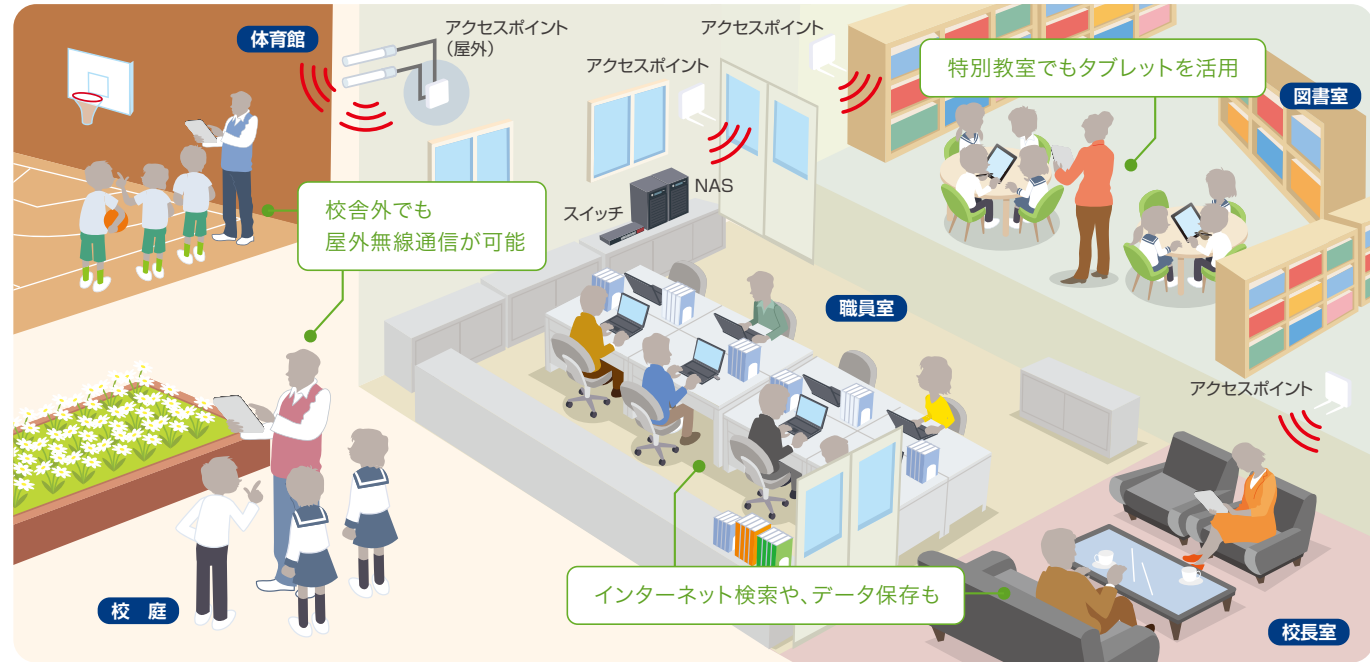 体育館
アクセスポイント
（屋外）
アクセスポイント
アクセスポイント
特別教室でもタブレットを活用
図書室
NAS
スイッチ
校舎外でも
屋外無線通信が可能
職員室
アクセスポイント
インターネット検索や、データ保存も
校 庭
校長室